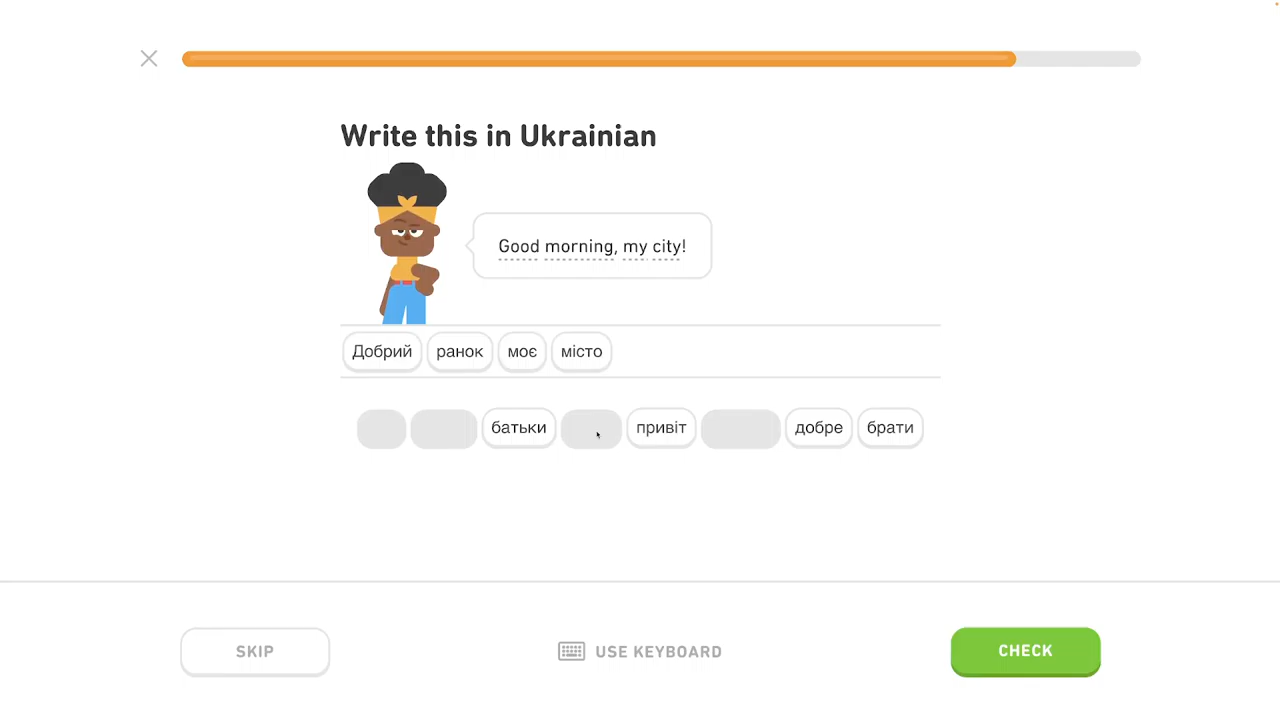 Write this in Ukrainian
Good morning, my city!
Добрий ранок моє місто
батьки привіт добре брати
SKIP
USE KEYBOARD
CHECK